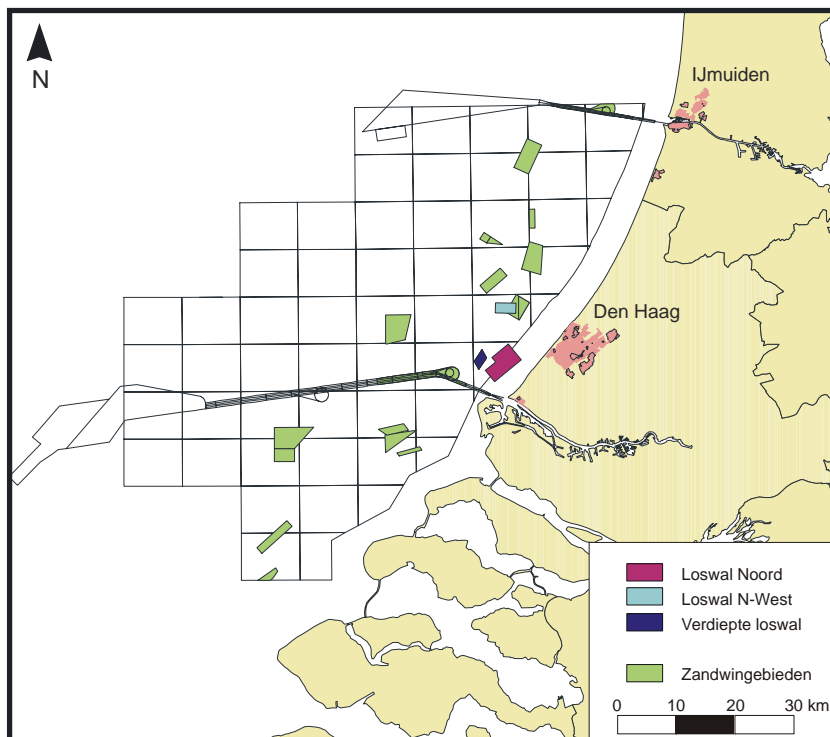 N
IJmuiden
Den Haag
Loswal Noord
Loswal N-West
Verdiepte loswal
Zandwingebieden
0 10 20 30 km